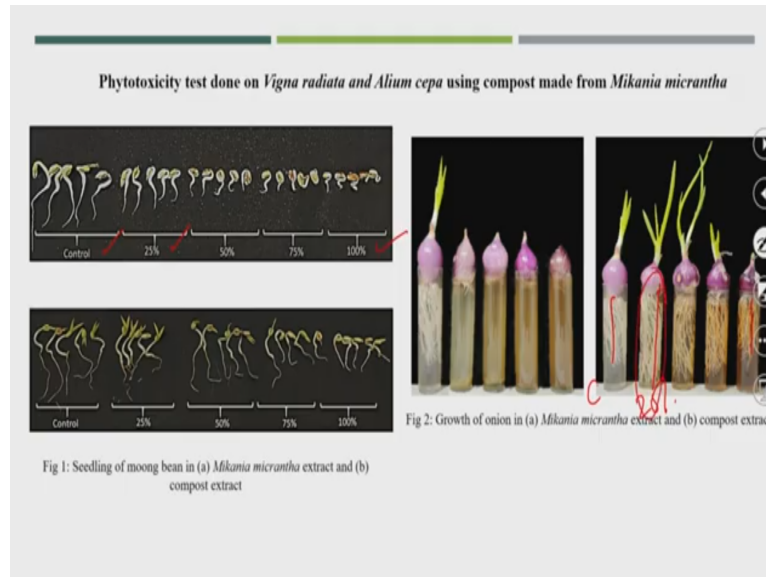 Phytotoxicity test done on Vigna radiata and Alium cepa using compost made from Mikania micrantha
Control 25% 50% 75% 100%
Control 25% 50% 75% 100%
Fig 1: Seedling of moong bean in (a) Mikania micrantha extract and (b)
compost extract
C
Fig 2: Growth of onion in (a) Mikania micrantha extract and (b) compost extrac